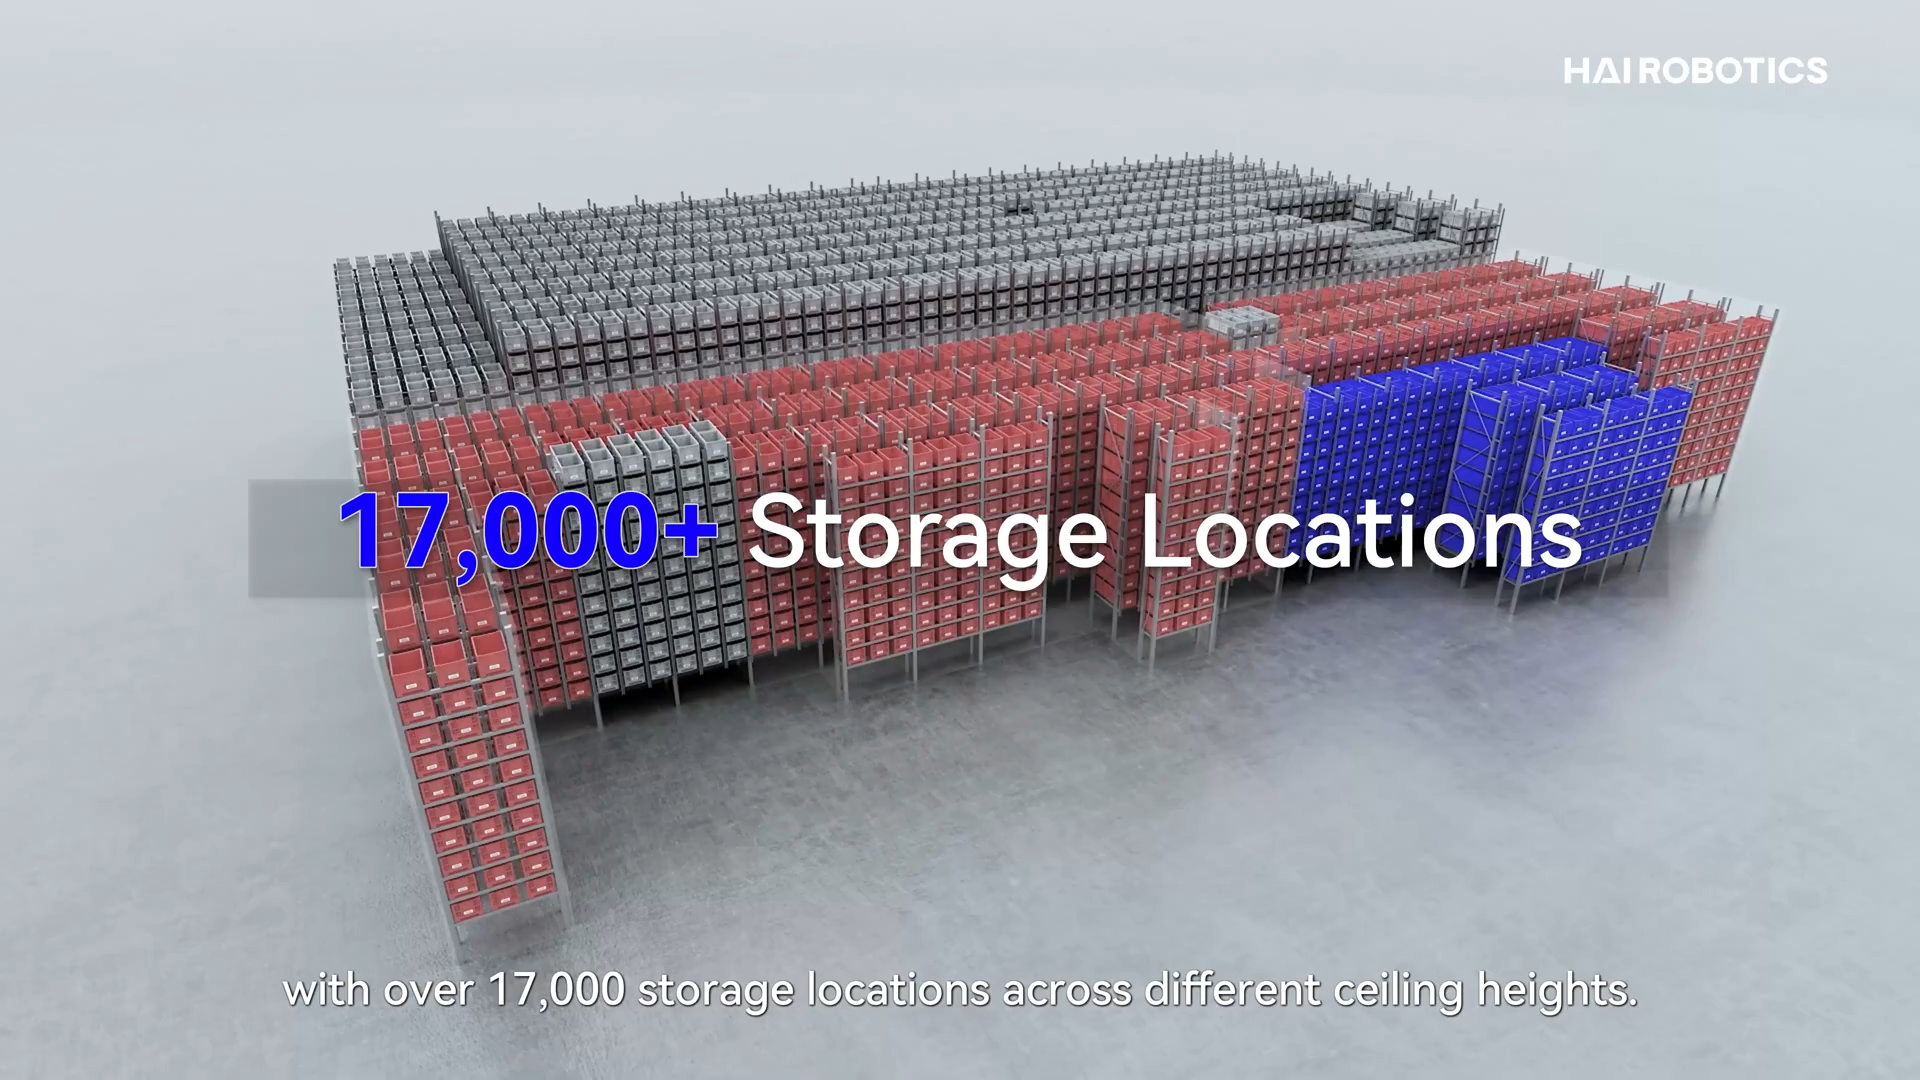 HAI ROBOTICS
17,000+ Storage Locations
with over 17,000 storage locations across different ceiling heights.